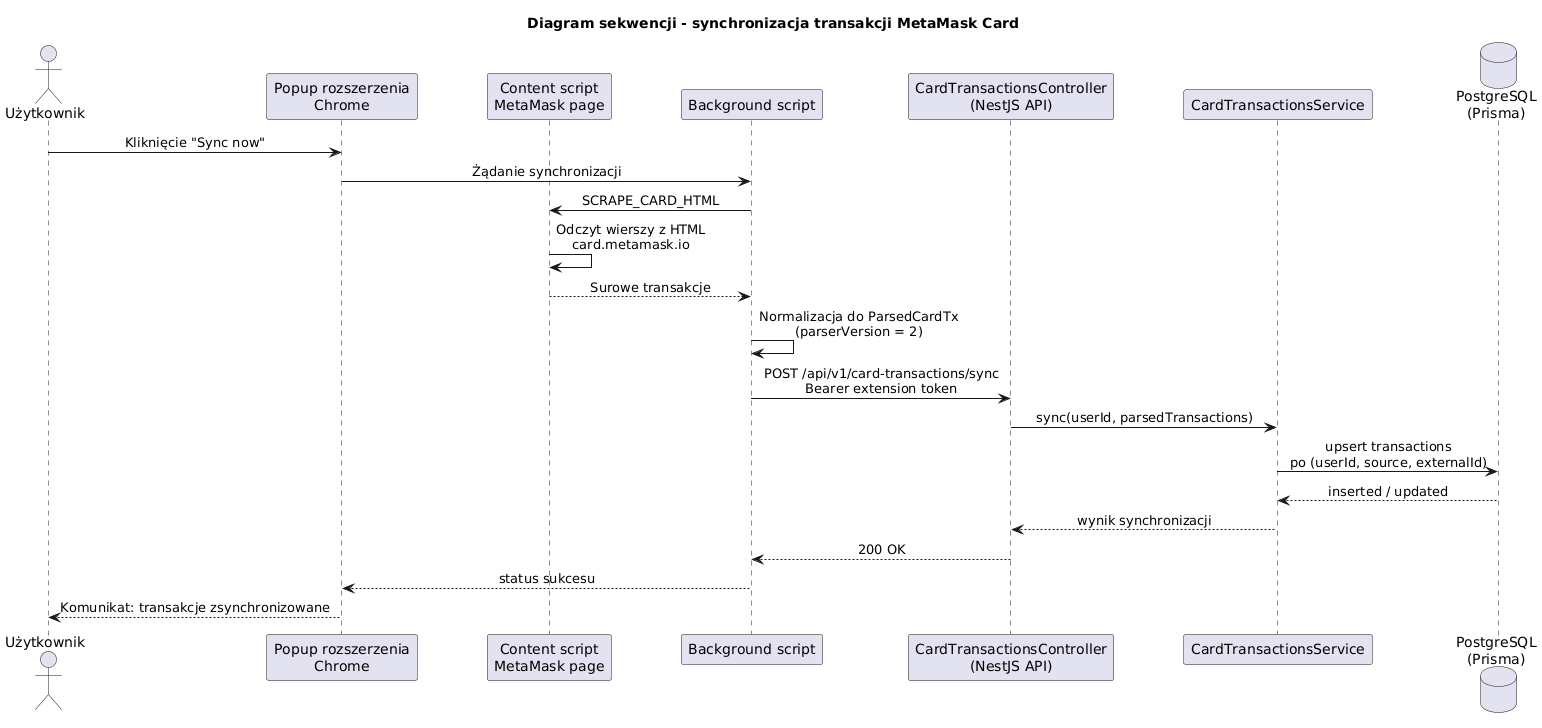 Diagram sekwencji - synchronizacja transakcji MetaMask Card
Użytkownik
Popup rozszerzenia
Chrome
Content script
MetaMask page
Background script
CardTransactionsController
(NestJS API)
CardTransactionsService
PostgreSQL
(Prisma)
Kliknięcie "Sync now"
Żądanie synchronizacji
SCRAPE_CARD_HTML
Odczyt wierszy z HTML
card.metamask.io
Surowe transakcje
Normalizacja do ParsedCardTx
(parserVersion = 2)
POST /api/v1/card-transactions/sync
Bearer extension token
sync(userId, parsedTransactions)
upsert transactions
po (userId, source, externalId)
inserted / updated
wynik synchronizacji
200 OK
status sukcesu
Komunikat: transakcje zsynchronizowane
Użytkownik
Popup rozszerzenia
Chrome
Content script
MetaMask page
Background script
CardTransactionsController
(NestJS API)
CardTransactionsService
PostgreSQL
(Prisma)